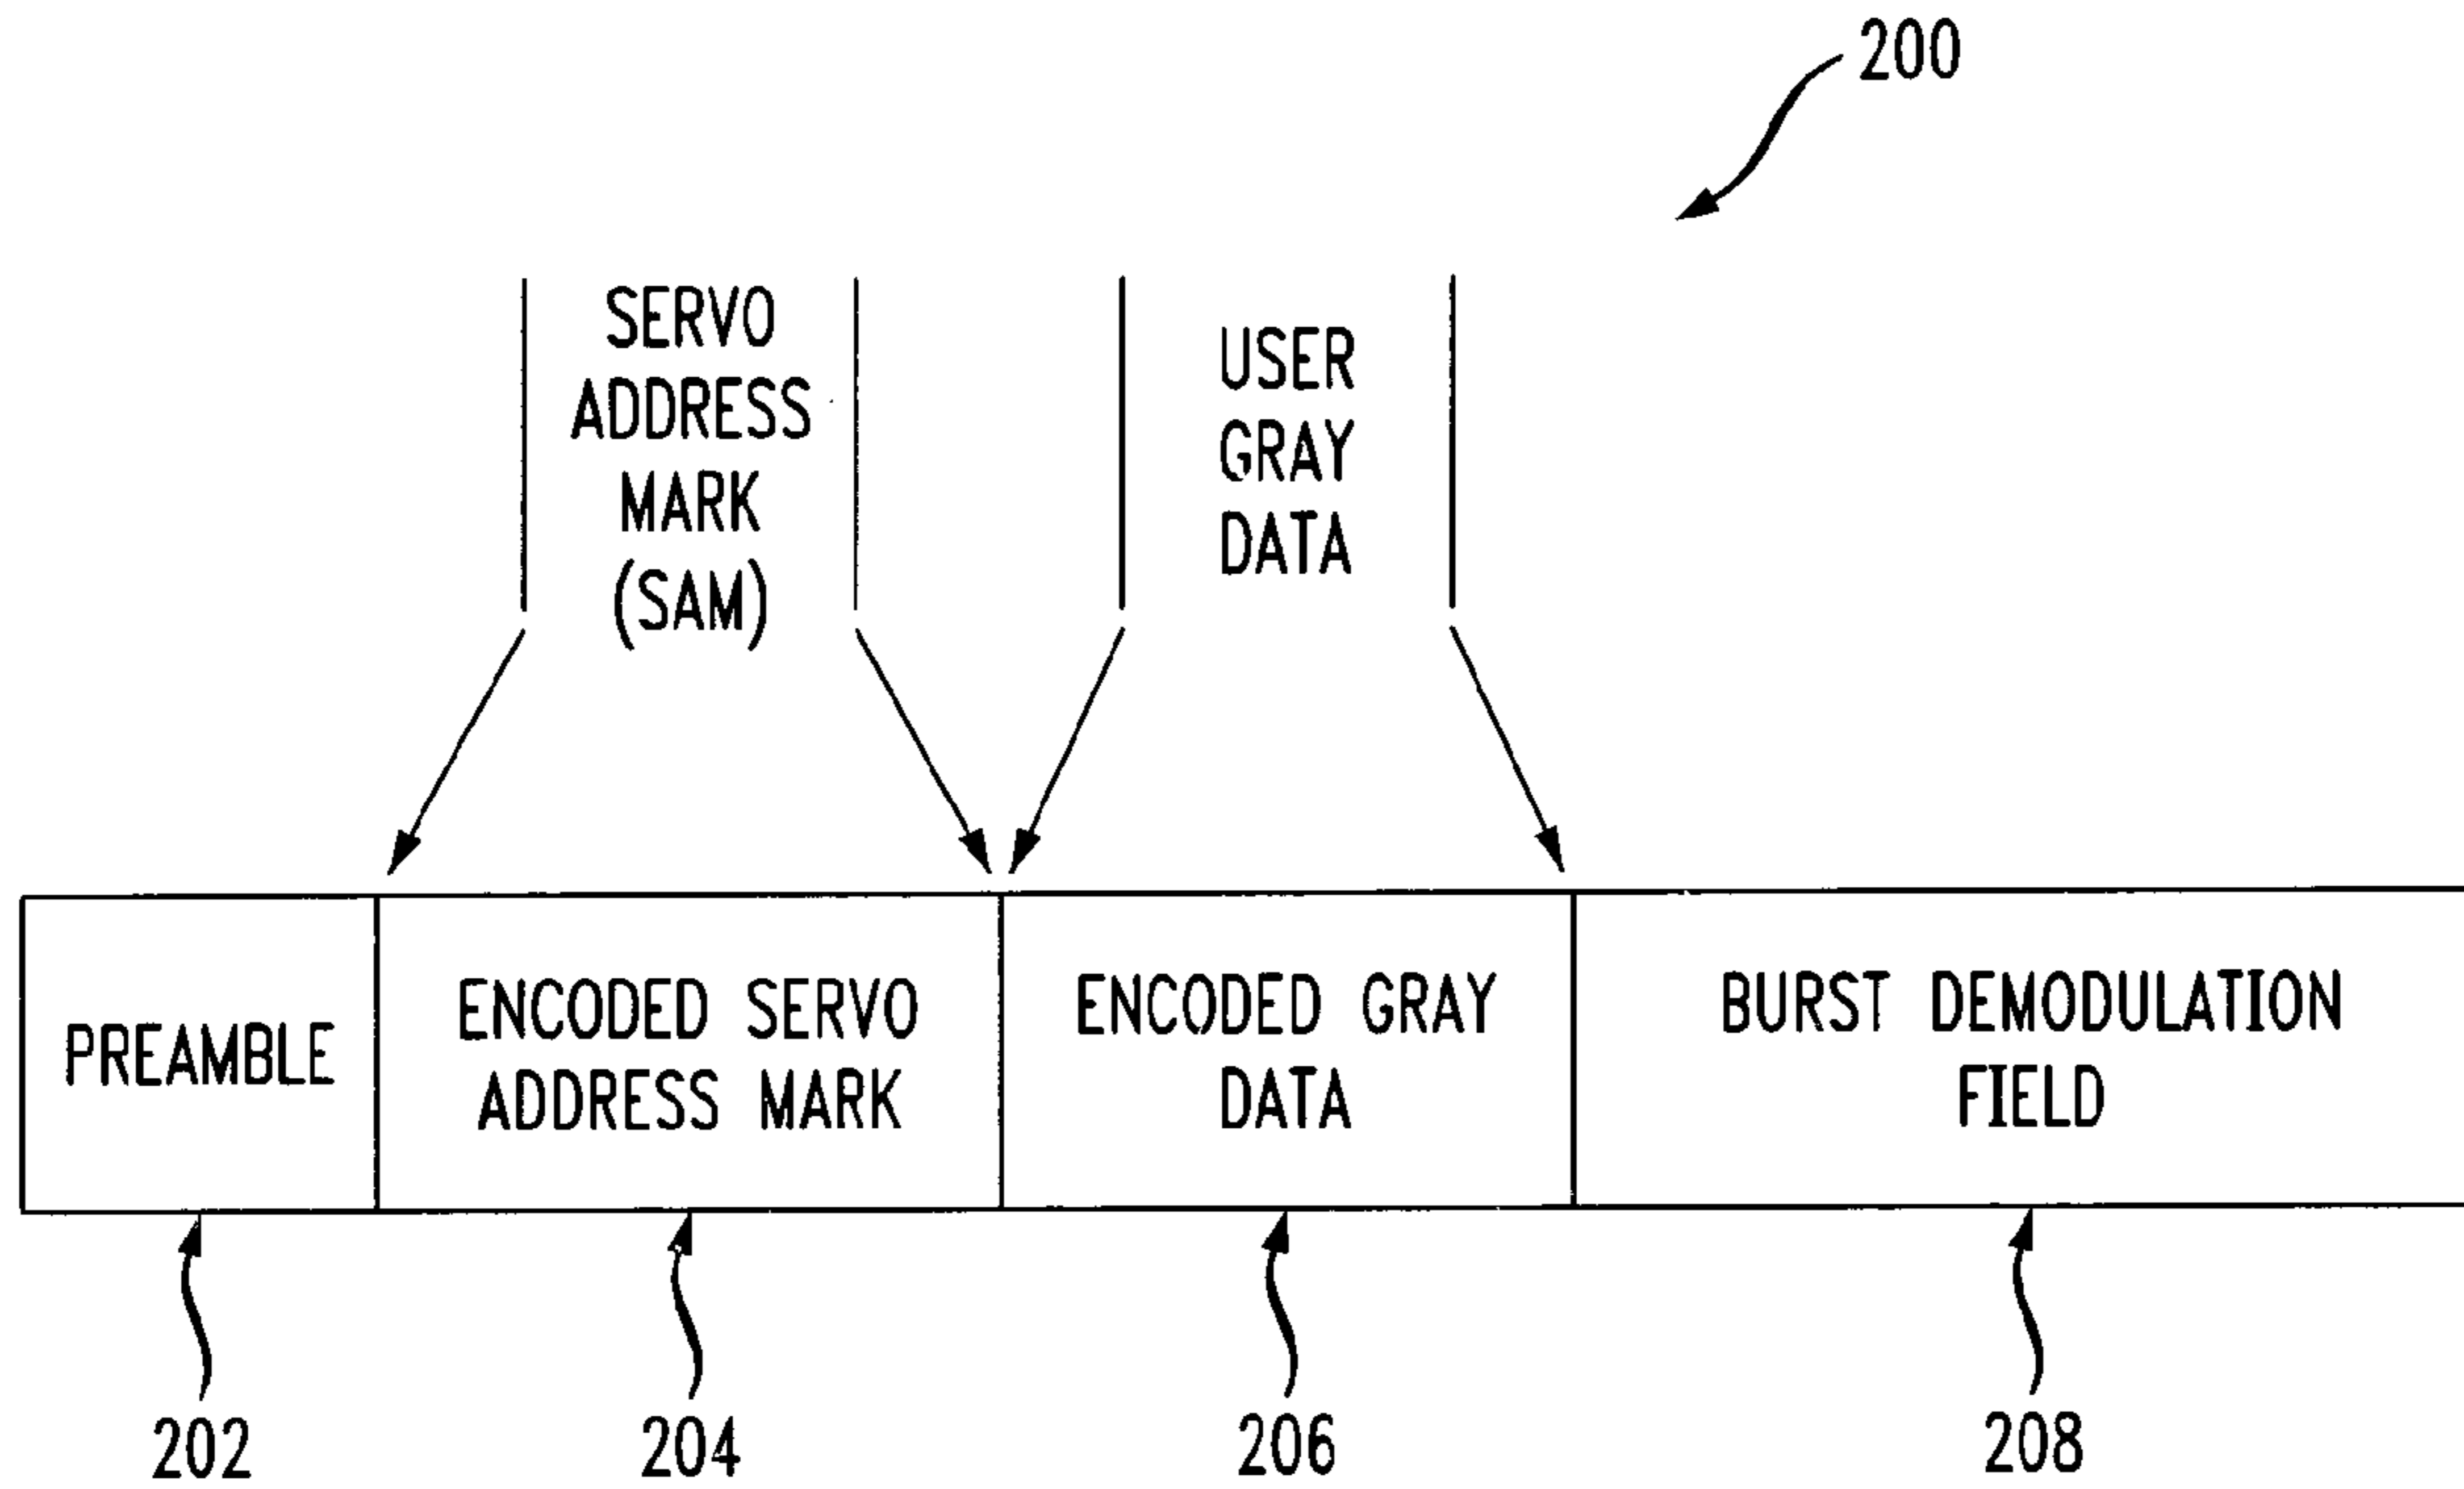 200
SERVO
ADDRESS
MARK
(SAM)
USER
GRAY
DATA
PREAMBLE
ENCODED SERVO
ADDRESS MARK
ENCODED GRAY
DATA
BURST DEMODULATION
FIELD
202
204
206
208